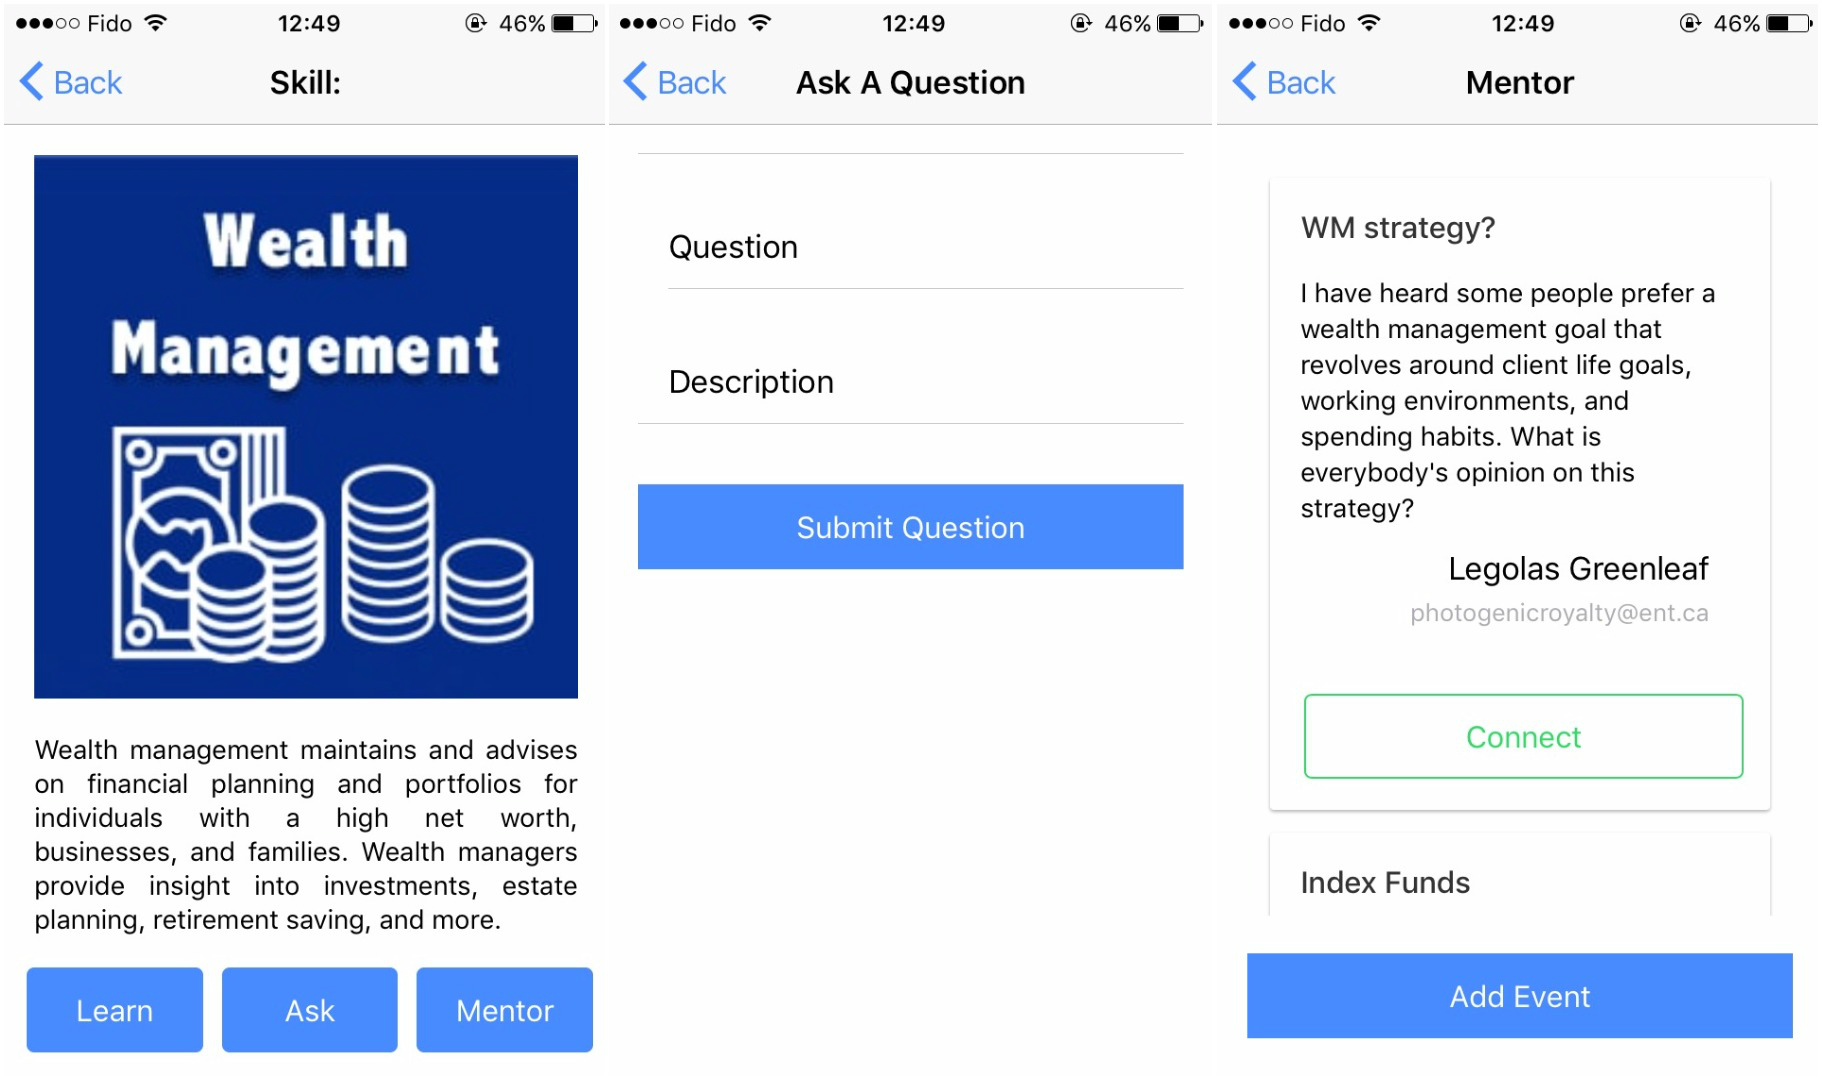 Fido 12:49 46%
Back Skill:
Wealth
Management
Wealth management maintains and advises
on financial planning and portfolios for
individuals with a high net worth,
businesses, and families. Wealth managers
provide insight into investments, estate
planning, retirement saving, and more.
Learn Ask Mentor
Fido 12:49 46%
Back Ask A Question
Question
Description
Submit Question
Fido 12:49 46%
Back Mentor
WM strategy?
I have heard some people prefer a
wealth management goal that
revolves around client life goals,
working environments, and
spending habits. What is
everybody's opinion on this
strategy?
Legolas Greenleaf
photogenicroyalty@ent.ca
Connect
Index Funds
Add Event